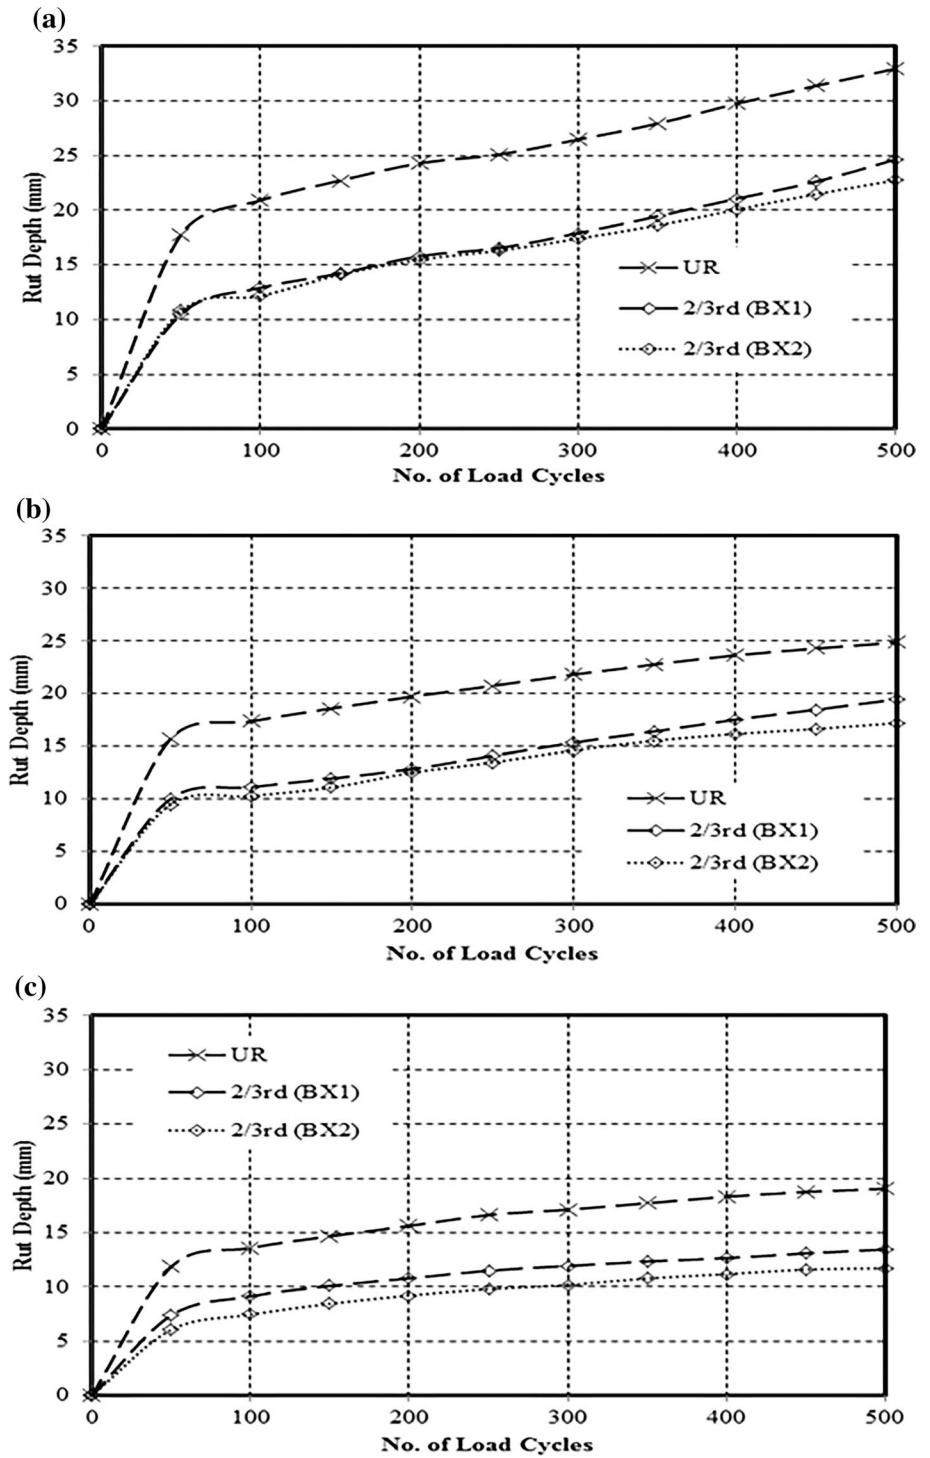 (a)
35
30
25
20
15
10
5
0
Rut Depth (mm)
UR
2/3rd (BX1)
2/3rd (BX2)
0 100 200 300 400 500
No. of Load Cycles
(b)
35
30
25
20
15
10
5
0
Rut Depth (mm)
UR
2/3rd (BX1)
2/3rd (BX2)
0 100 200 300 400 500
No. of Load Cycles
(c)
35
30
25
20
15
10
5
0
Rut Depth (mm)
UR
2/3rd (BX1)
2/3rd (BX2)
0 100 200 300 400 500
No. of Load Cycles